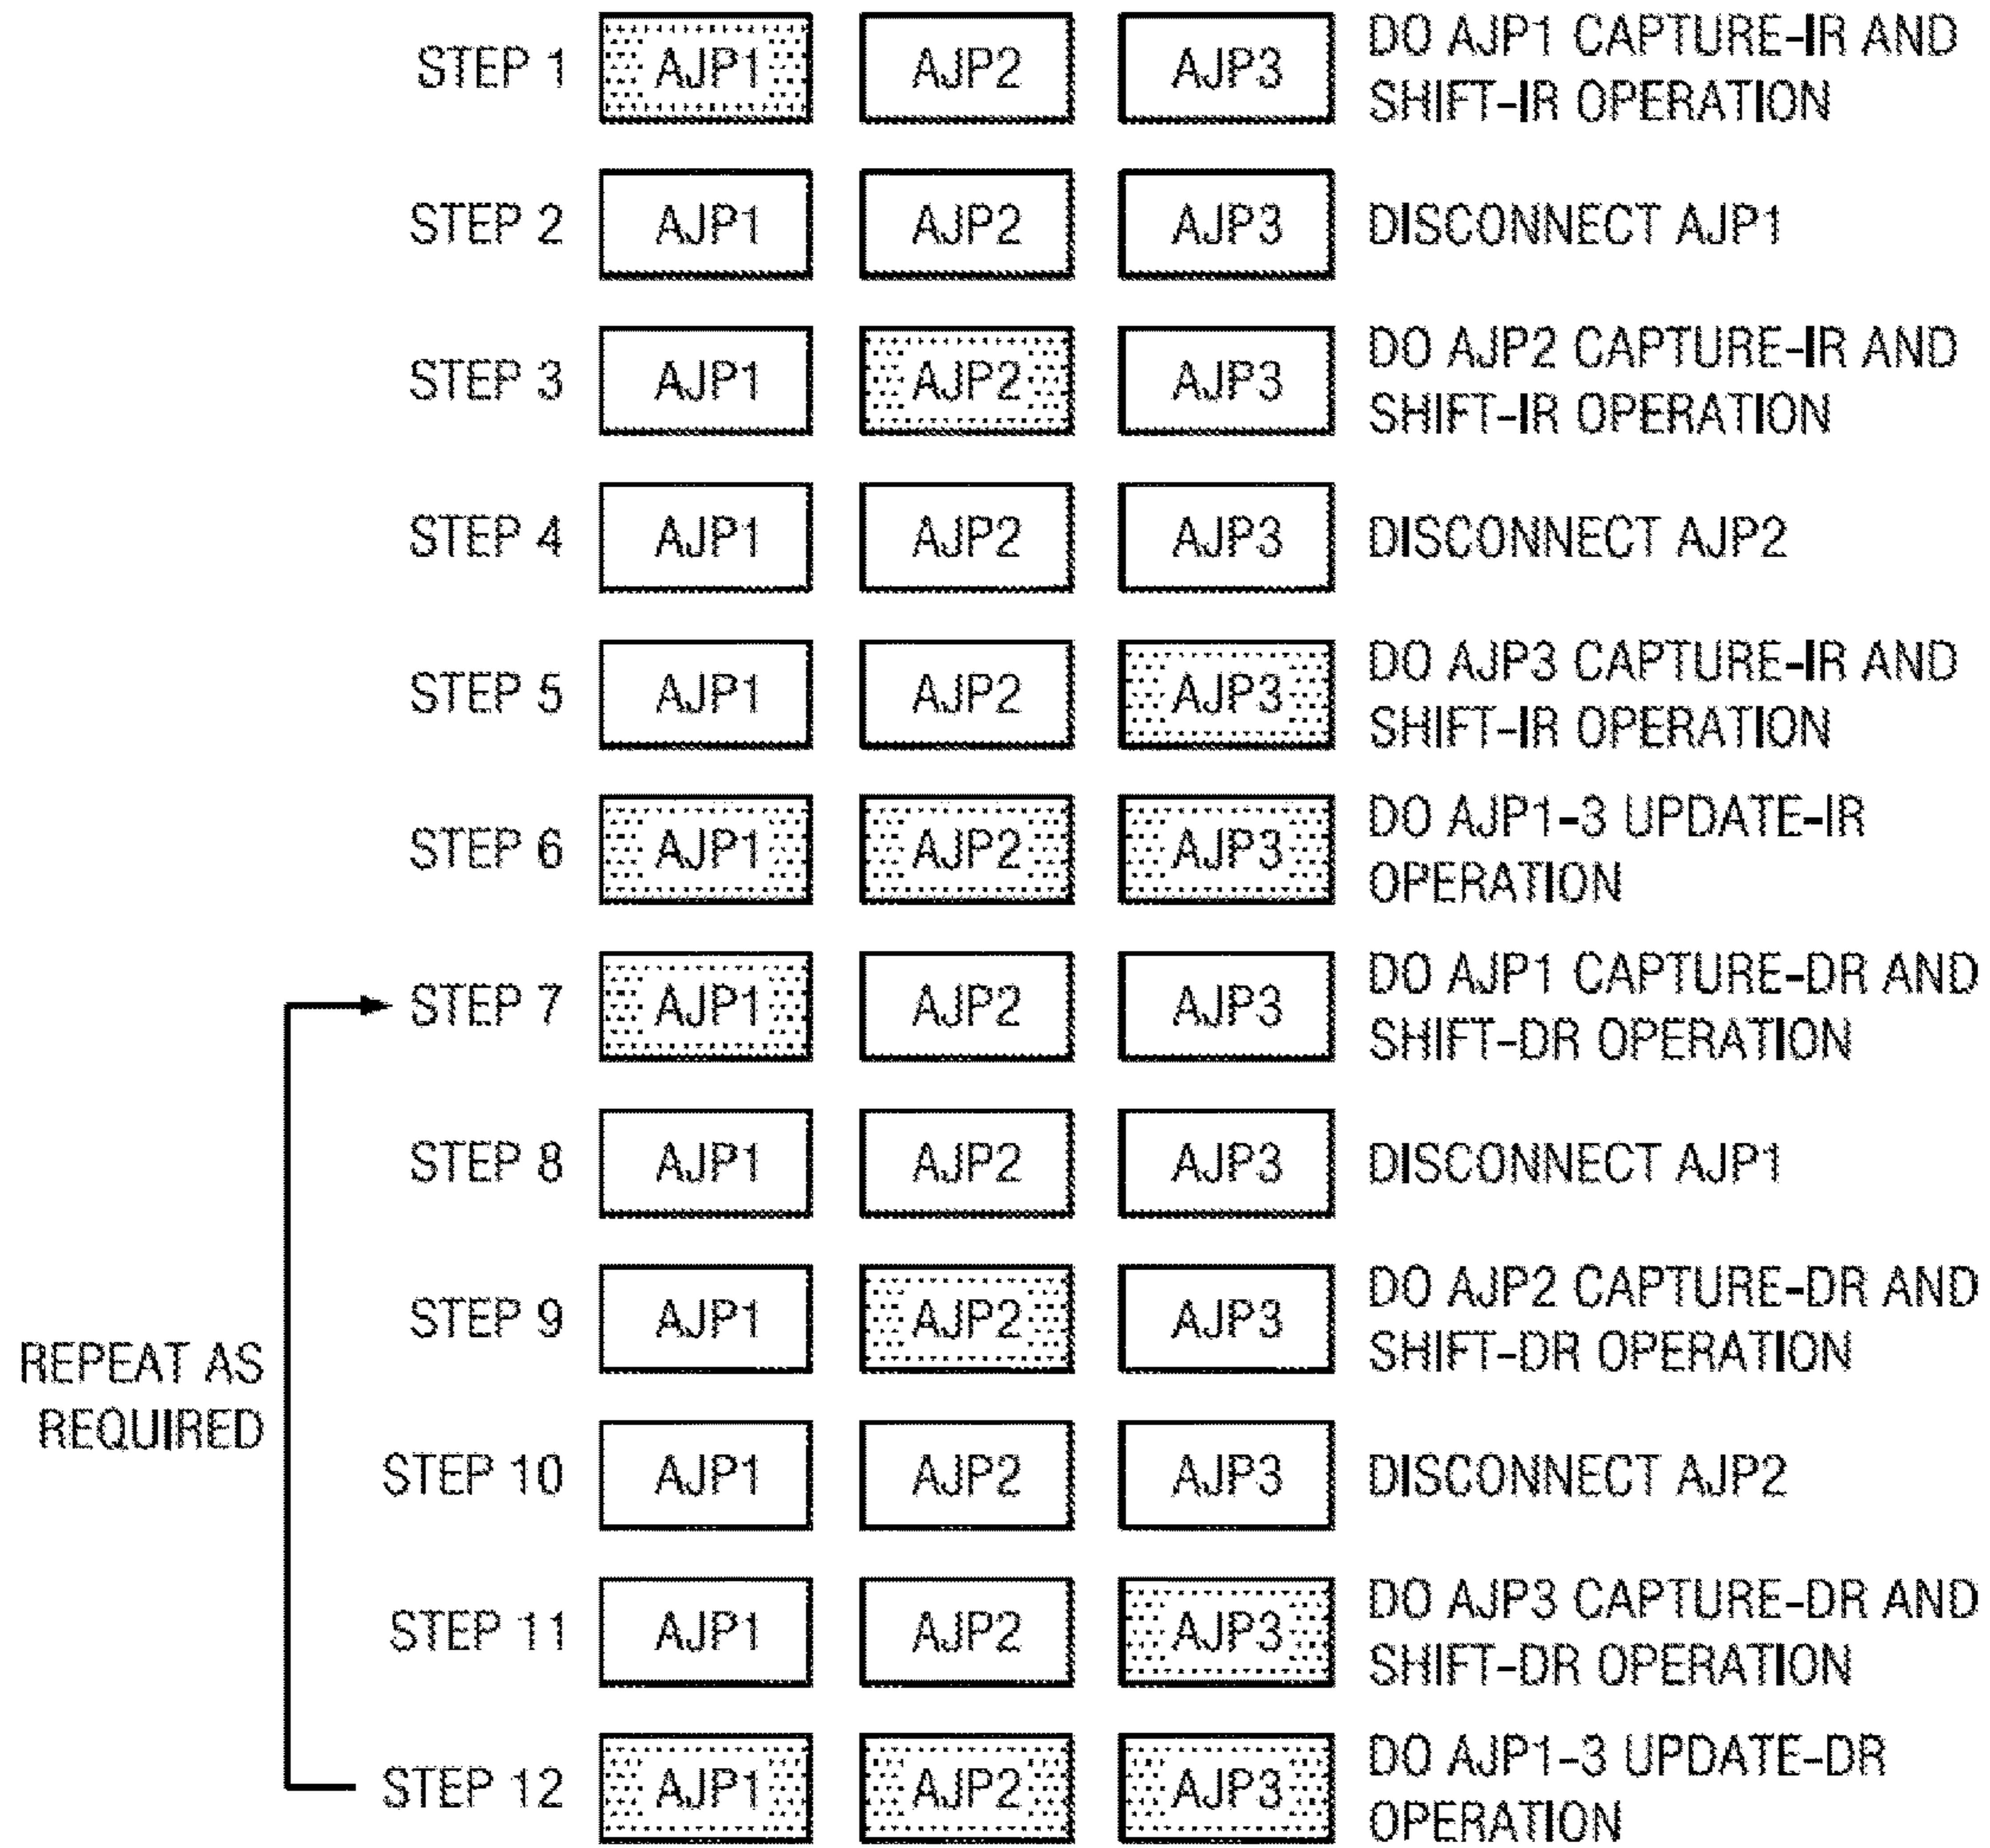 STEP 1 AJP1 AJP2 AJP3 DO AJP1 CAPTURE-IR AND
SHIFT-IR OPERATION
STEP 2 AJP1 AJP2 AJP3 DISCONNECT AJP1
STEP 3 AJP1 AJP2 AJP3 DO AJP2 CAPTURE-IR AND
SHIFT-IR OPERATION
STEP 4 AJP1 AJP2 AJP3 DISCONNECT AJP2
STEP 5 AJP1 AJP2 AJP3 DO AJP3 CAPTURE-IR AND
SHIFT-IR OPERATION
STEP 6 AJP1 AJP2 AJP3 DO AJP1-3 UPDATE-IR
OPERATION
STEP 7 AJP1 AJP2 AJP3 DO AJP1 CAPTURE-DR AND
SHIFT-DR OPERATION
STEP 8 AJP1 AJP2 AJP3 DISCONNECT AJP1
STEP 9 AJP1 AJP2 AJP3 DO AJP2 CAPTURE-DR AND
SHIFT-DR OPERATION
REPEAT AS
REQUIRED
STEP 10 AJP1 AJP2 AJP3 DISCONNECT AJP2
STEP 11 AJP1 AJP2 AJP3 DO AJP3 CAPTURE-DR AND
SHIFT-DR OPERATION
STEP 12 AJP1 AJP2 AJP3 DO AJP1-3 UPDATE-DR
OPERATION